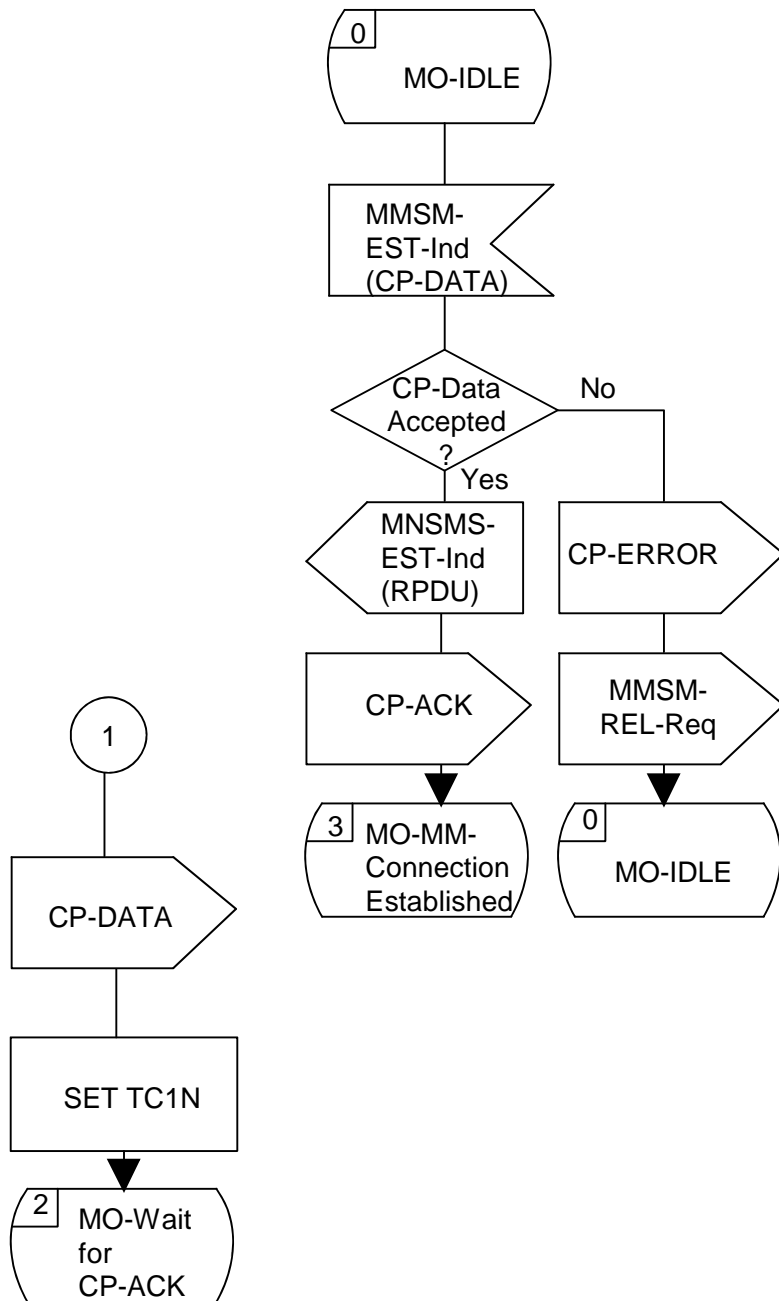 0
MO-IDLE
MMSM-
EST-Ind
(CP-DATA)
CP-Data
Accepted
?
No
Yes
MNSMS-
EST-Ind
(RPDU)
CP-ERROR
CP-ACK
MMSM-
REL-Req
3
MO-MM-
Connection
Established
0
MO-IDLE
1
CP-DATA
SET TC1N
2
MO-Wait
for
CP-ACK